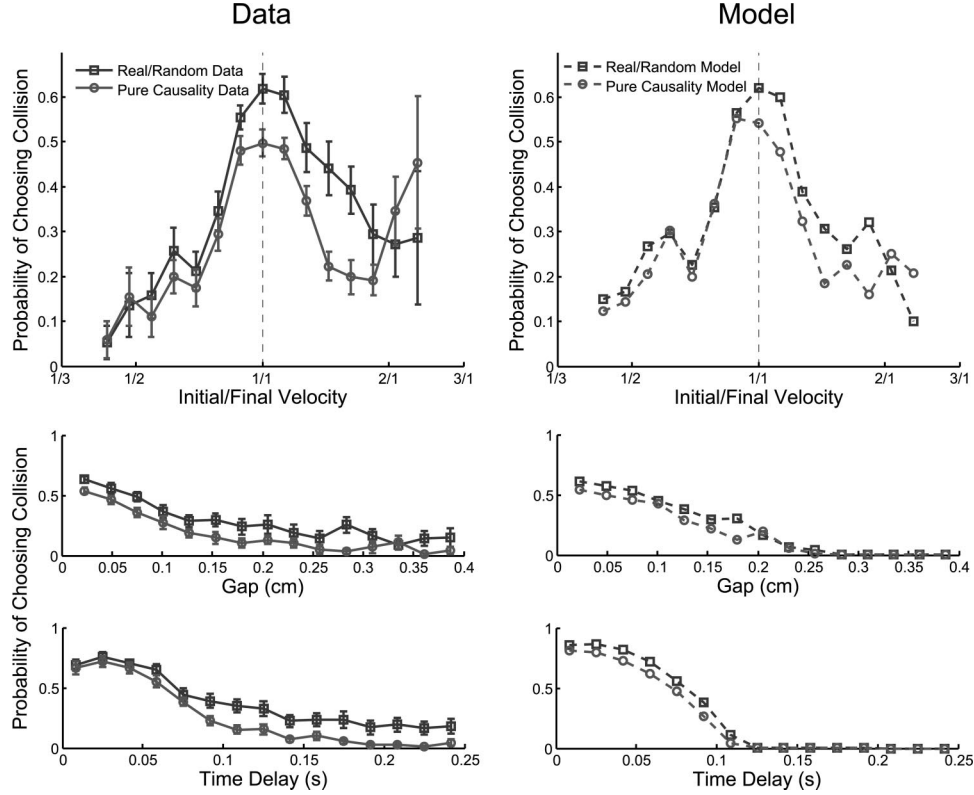 Data
Model
Real/Random Data
Pure Causality Data
Probability of Choosing Collision
0.6
0.5
0.4
0.3
0.2
0.1
0
1/3 1/2 1/1 2/1 3/1
Initial/Final Velocity
Real/Random Model
Pure Causality Model
Probability of Choosing Collision
0.6
0.5
0.4
0.3
0.2
0.1
0
1/3 1/2 1/1 2/1 3/1
Initial/Final Velocity
Probability of Choosing Collision
1
0.5
0
0 0.05 0.1 0.15 0.2 0.25 0.3 0.35 0.4
Gap (cm)
1
0.5
0
0 0.05 0.1 0.15 0.2 0.25 0.3 0.35 0.4
Gap (cm)
1
0.5
0
0 0.05 0.1 0.15 0.2 0.25
Time Delay (s)
1
0.5
0
0 0.05 0.1 0.15 0.2 0.25
Time Delay (s)